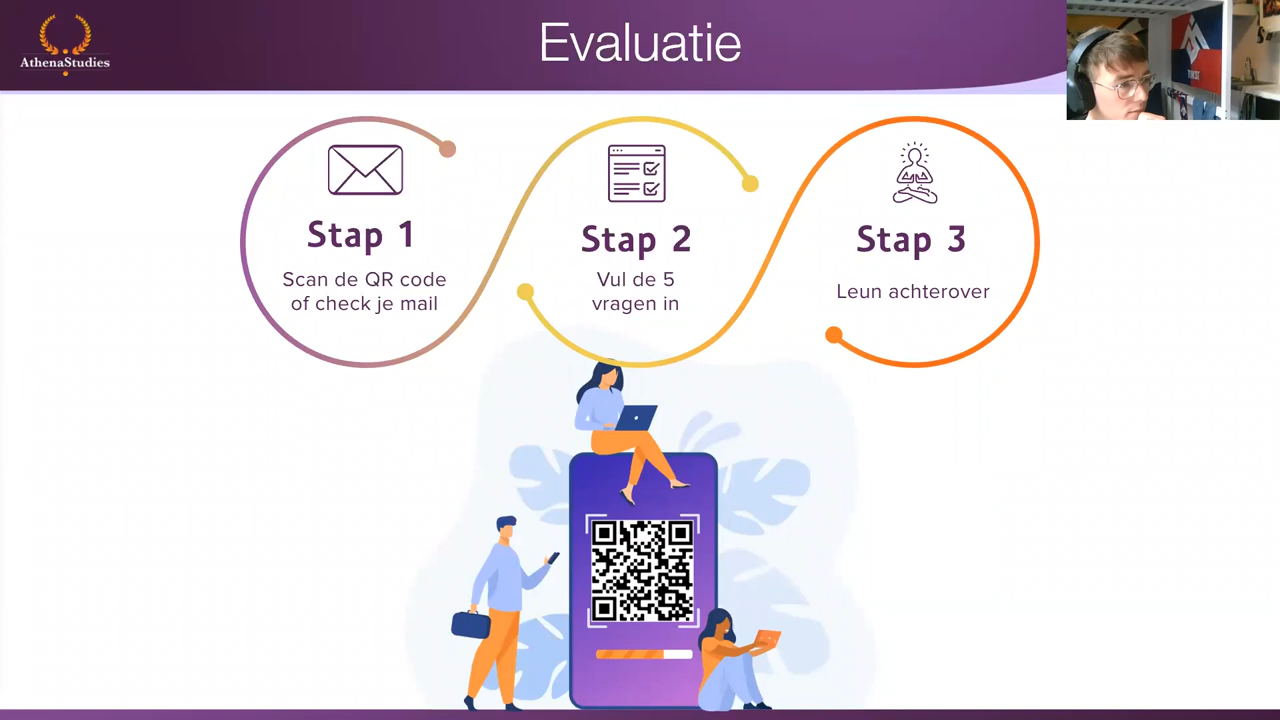 AthenaStudies
Evaluatie
Stap 1
Scan de QR code
of check je mail
Stap 2
Vul de 5
vragen in
Stap 3
Leun achterover